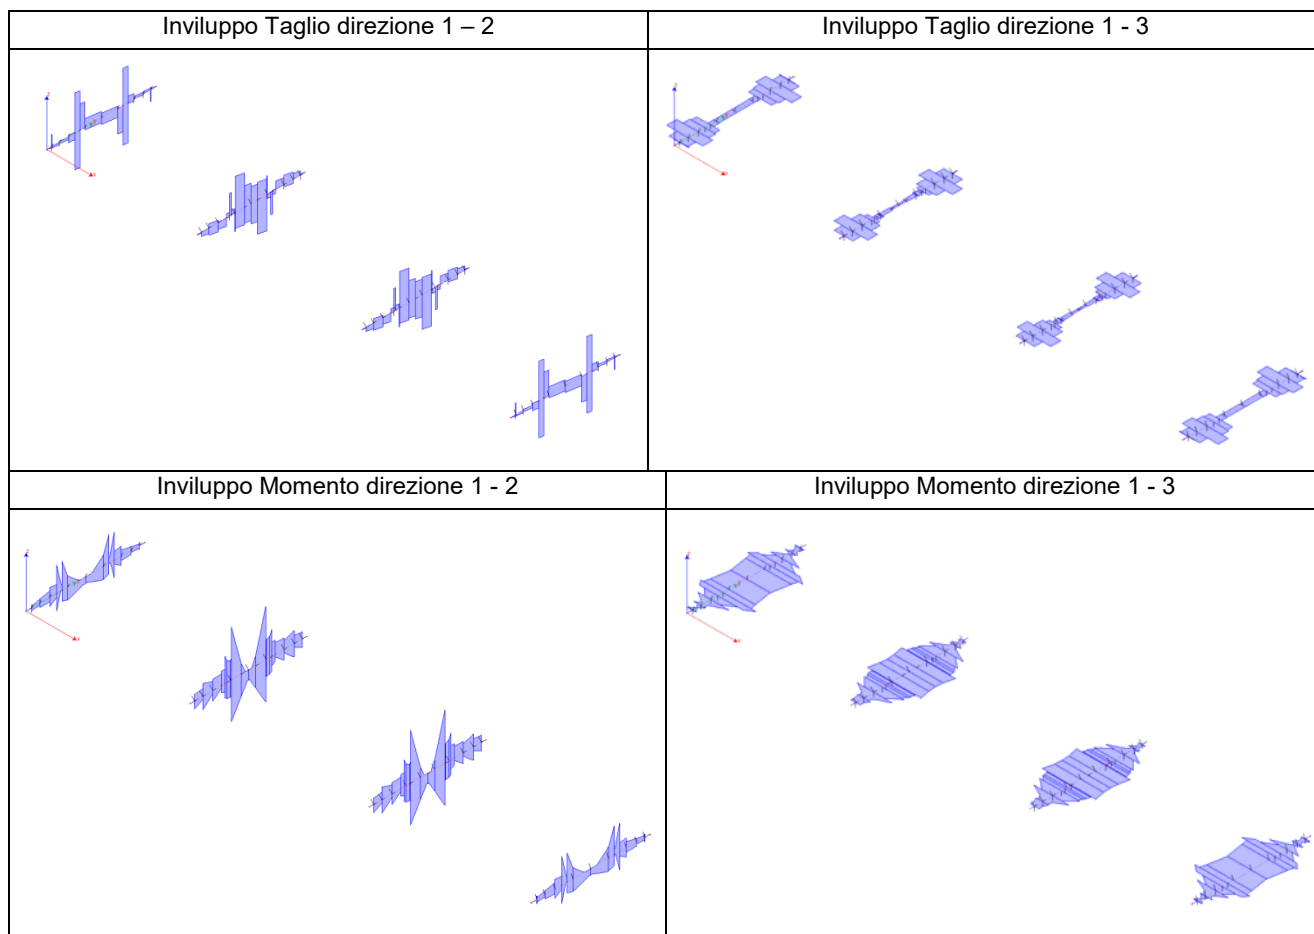 Inviluppo Taglio direzione 1 – 2
Inviluppo Taglio direzione 1 - 3
Inviluppo Momento direzione 1 - 2
Inviluppo Momento direzione 1 - 3